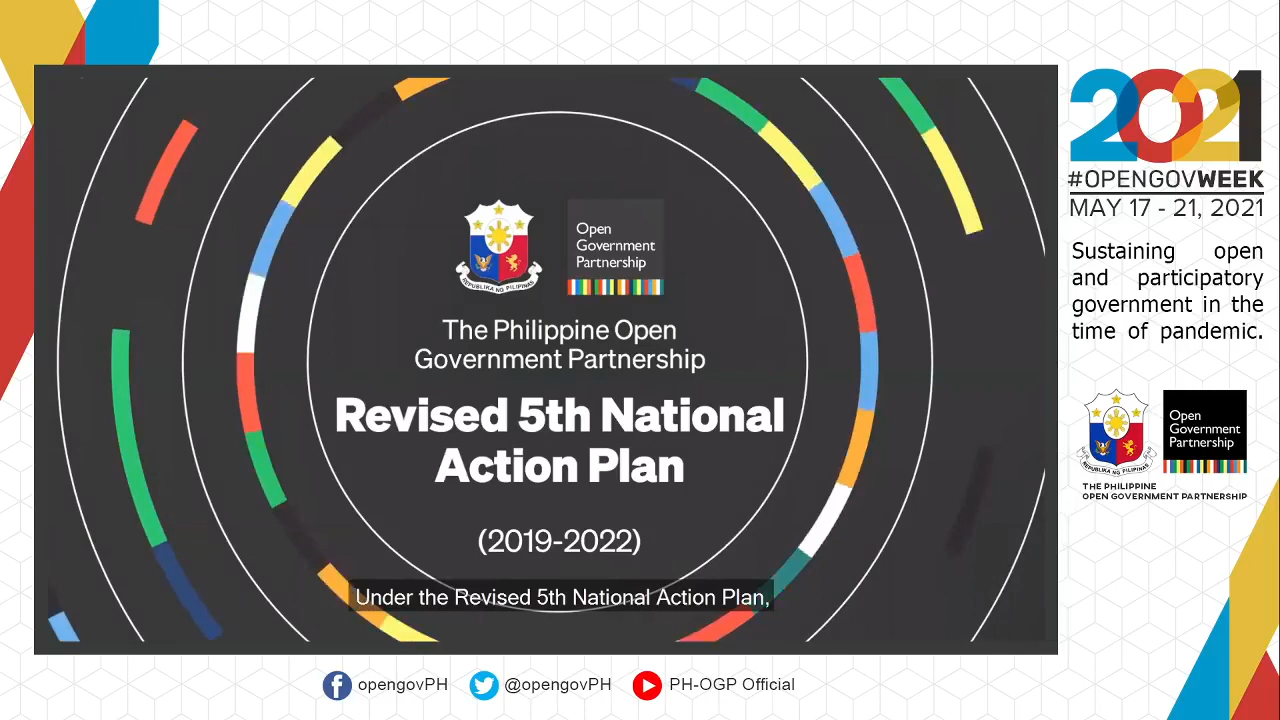 Open
Government
Partnership
REPUBLIKA NG PILIPINAS
The Philippine Open
Government Partnership
Revised 5th National
Action Plan
(2019-2022)
Under the Revised 5th National Action Plan,
2021
#OPENGOVWEEK
MAY 17 - 21, 2021
Sustaining open
and participatory
government in the
time of pandemic.
Open
Government
Partnership
REPUBLIKA NG PILIPINAS
THE PHILIPPINE
OPEN GOVERNMENT PARTNERSHIP
opengovPH
@opengovPH
PH-OGP Official